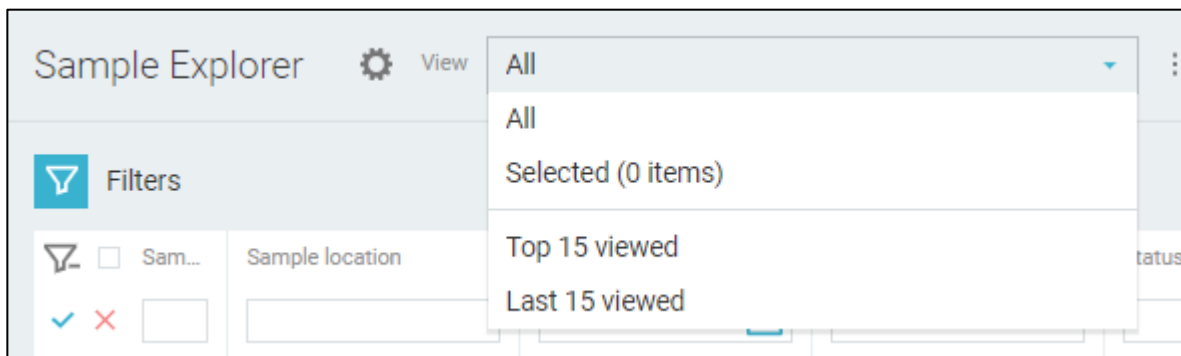 Sample Explorer View All
All
Selected (0 items)
Filters
Top 15 viewed
Sam... Sample location tatus
Last 15 viewed